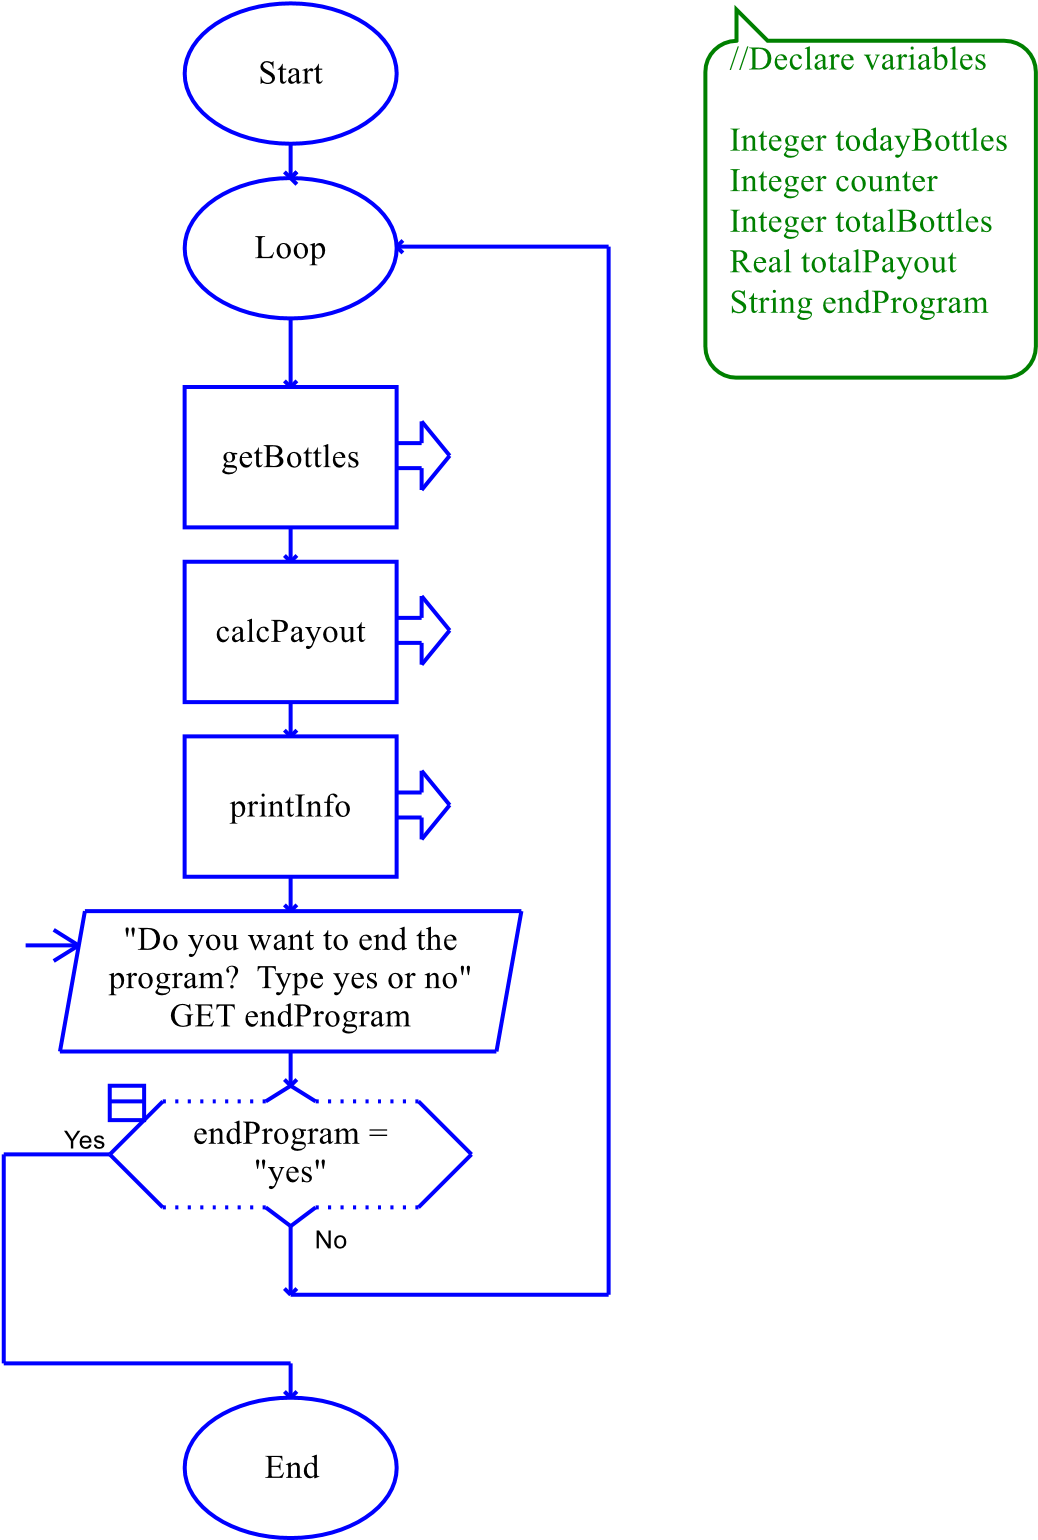 Start
//Declare variables
Integer todayBottles
Integer counter
Integer totalBottles
Real totalPayout
String endProgram
Loop
getBottles
calcPayout
printInfo
"Do you want to end the
program?  Type yes or no"
GET endProgram
Yes
endProgram =
"yes"
No
End